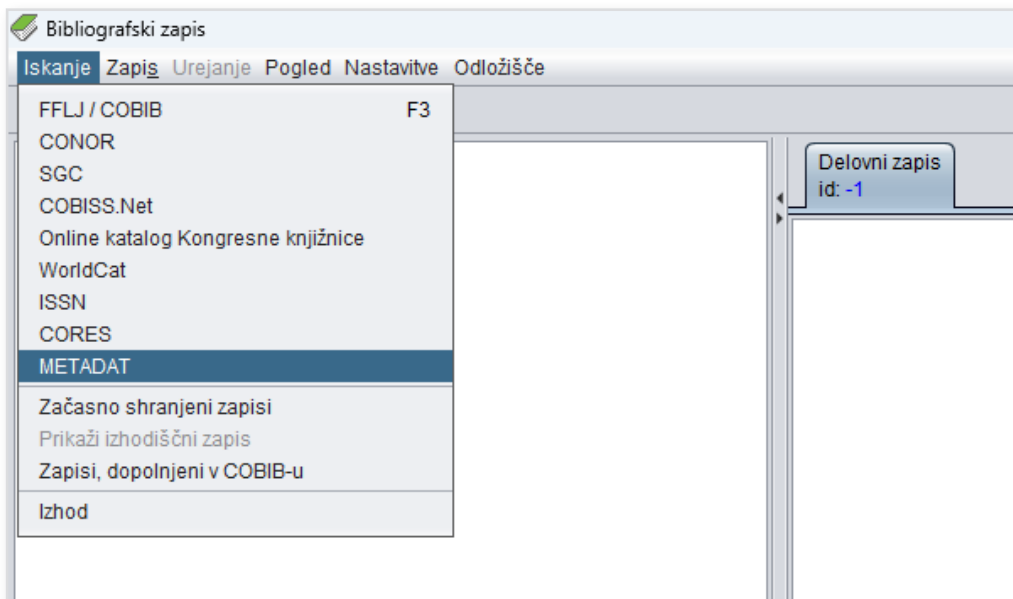 Bibliografski zapis
Iskanje Zapis Urejanje Pogled Nastavitve Odložišče
FFLJ / COBIB F3
CONOR
SGC
COBISS.Net
Online katalog Kongresne knjižnice
WorldCat
ISSN
CORES
METADAT
Začasno shranjeni zapisi
Prikaži izhodiščni zapis
Zapisi, dopolnjeni v COBIB-u
Izhod
Delovni zapis
id: -1